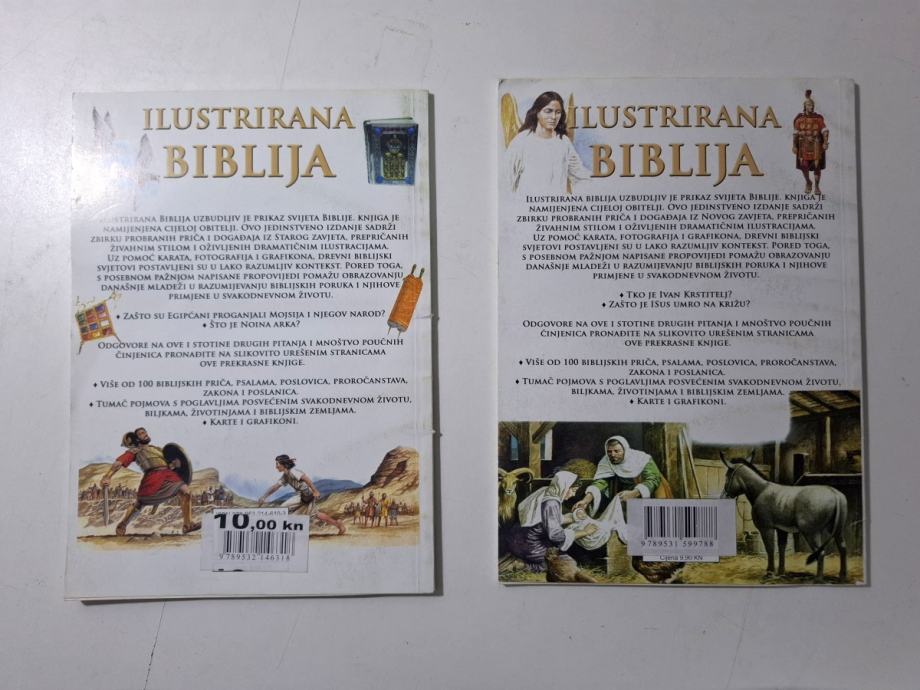 ILUSTRIRANA
BIBLIJA
ILUSTRIRANA BIBLIJA UZBUDLJIV JE PRIKAZ SVIJETA BIBLIJE. KNJIGA JE
NAMIJENJENA CIJELOJ OBITELJI. OVO JEDINSTVENO IZDANJE SADRŽI
ZBIRKU PROBRANIH PRIČA I DOGAĐAJA IZ STAROG ZAVJETA, PREPRIČANIH
ŽIVAHNIM STILOM I OŽIVLJENIH DRAMATIČNIM ILUSTRACIJAMA.
UZ POMOĆ KARATA, FOTOGRAFIJA I GRAFIKONA, DREVNI BIBLIJSKI
SVJETOVI POSTAVLJENI SU U LAKO RAZUMLJIV KONTEKST. PORED TOGA,
S POSEBNOM PAŽNJOM NAPISANE PROPOVIJEDI POMAŽU OBRAZOVANJU
DANAŠNJE MLADEŽI U RAZUMIJEVANJU BIBLIJSKIH PORUKA I NJIHOVE
PRIMJENE U SVAKODNEVNOM ŽIVOTU.
♦ ZAŠTO SU EGIPĆANI PROGANJALI MOJSIJA I NJEGOV NAROD?
♦ ŠTO JE NOINA ARKA?
ODGOVORE NA OVE I STOTINE DRUGIH PITANJA I MNOŠTVO POUČNIH
ČINJENICA PRONAĐITE NA SLIKOVITO UREŠENIM STRANICAMA
OVE PREKRASNE KNJIGE.
♦ VIŠE OD 100 BIBLIJSKIH PRIČA, PSALAMA, POSLOVICA, PROROČANSTAVA,
ZAKONA I POSLANICA.
♦ TUMAČ POJMOVA S POGLAVLJIMA POSVEĆENIM SVAKODNEVNOM ŽIVOTU,
BILJKAMA, ŽIVOTINJAMA I BIBLIJSKIM ZEMLJAMA.
♦ KARTE I GRAFIKONI.
10,00 kn
9789532 146318
ILUSTRIRANA
BIBLIJA
ILUSTRIRANA BIBLIJA UZBUDLJIV JE PRIKAZ SVIJETA BIBLIJE. KNJIGA JE
NAMIJENJENA CIJELOJ OBITELJI. OVO JEDINSTVENO IZDANJE SADRŽI
ZBIRKU PROBRANIH PRIČA I DOGAĐAJA IZ NOVOG ZAVJETA, PREPRIČANIH
ŽIVAHNIM STILOM I OŽIVLJENIH DRAMATIČNIM ILUSTRACIJAMA.
UZ POMOĆ KARATA, FOTOGRAFIJA I GRAFIKONA, DREVNI BIBLIJSKI
SVJETOVI POSTAVLJENI SU U LAKO RAZUMLJIV KONTEKST. PORED TOGA,
S POSEBNOM PAŽNJOM NAPISANE PROPOVIJEDI POMAŽU OBRAZOVANJU
DANAŠNJE MLADEŽI U RAZUMIJEVANJU BIBLIJSKIH PORUKA I NJIHOVE
PRIMJENE U SVAKODNEVNOM ŽIVOTU.
♦ TKO JE IVAN KRSTITELJ?
♦ ZAŠTO JE ISUS UMRO NA KRIŽU?
ODGOVORE NA OVE I STOTINE DRUGIH PITANJA I MNOŠTVO POUČNIH
ČINJENICA PRONAĐITE NA SLIKOVITO UREŠENIM STRANICAMA
OVE PREKRASNE KNJIGE.
♦ VIŠE OD 100 BIBLIJSKIH PRIČA, PSALAMA, POSLOVICA, PROROČANSTAVA,
ZAKONA I POSLANICA.
♦ TUMAČ POJMOVA S POGLAVLJIMA POSVEĆENIM SVAKODNEVNOM ŽIVOTU,
BILJKAMA, ŽIVOTINJAMA I BIBLIJSKIM ZEMLJAMA.
♦ KARTE I GRAFIKONI.
9789531 599788
Cijena 9,90 KN